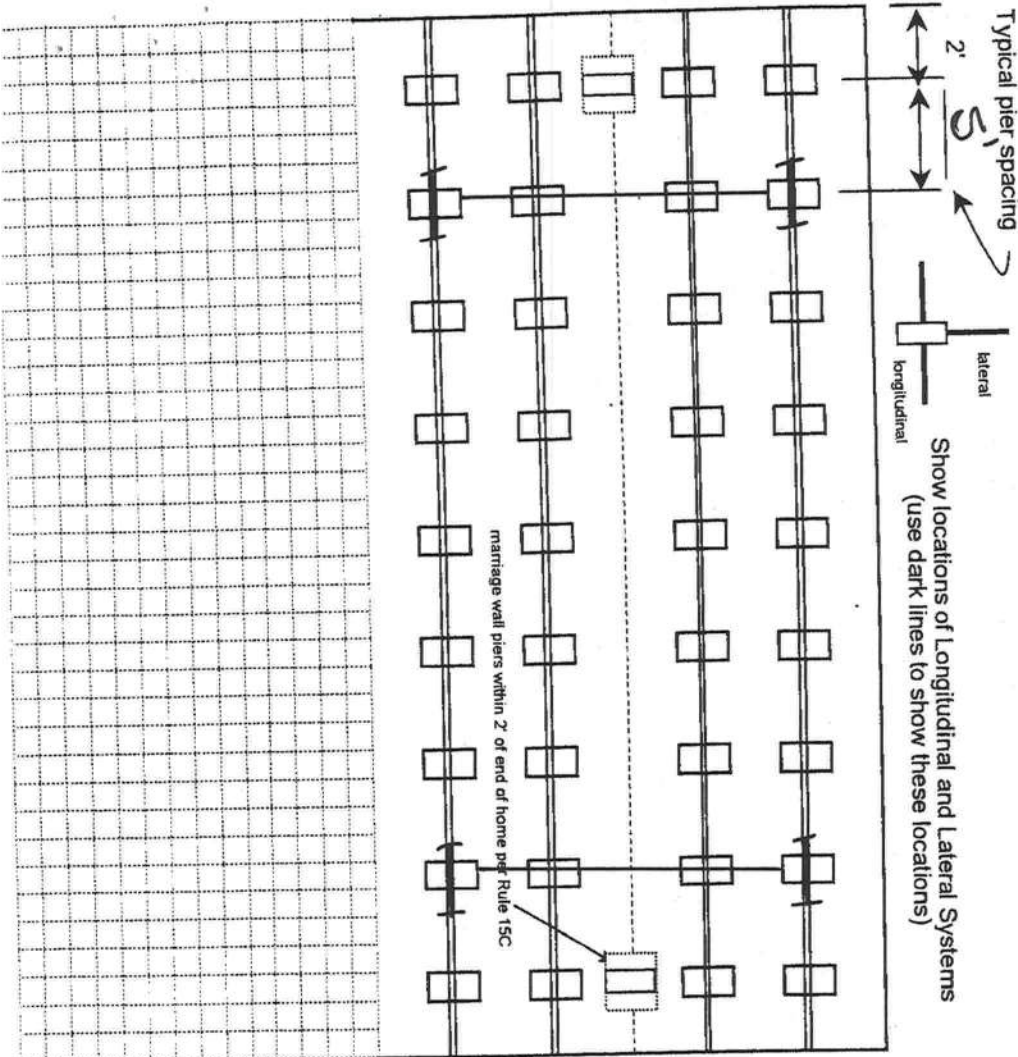 Typical pier spacing
2'
5'
lateral
longitudinal
Show locations of Longitudinal and Lateral Systems
(use dark lines to show these locations)
marriage wall piers within 2' of end of home per Rule 15C